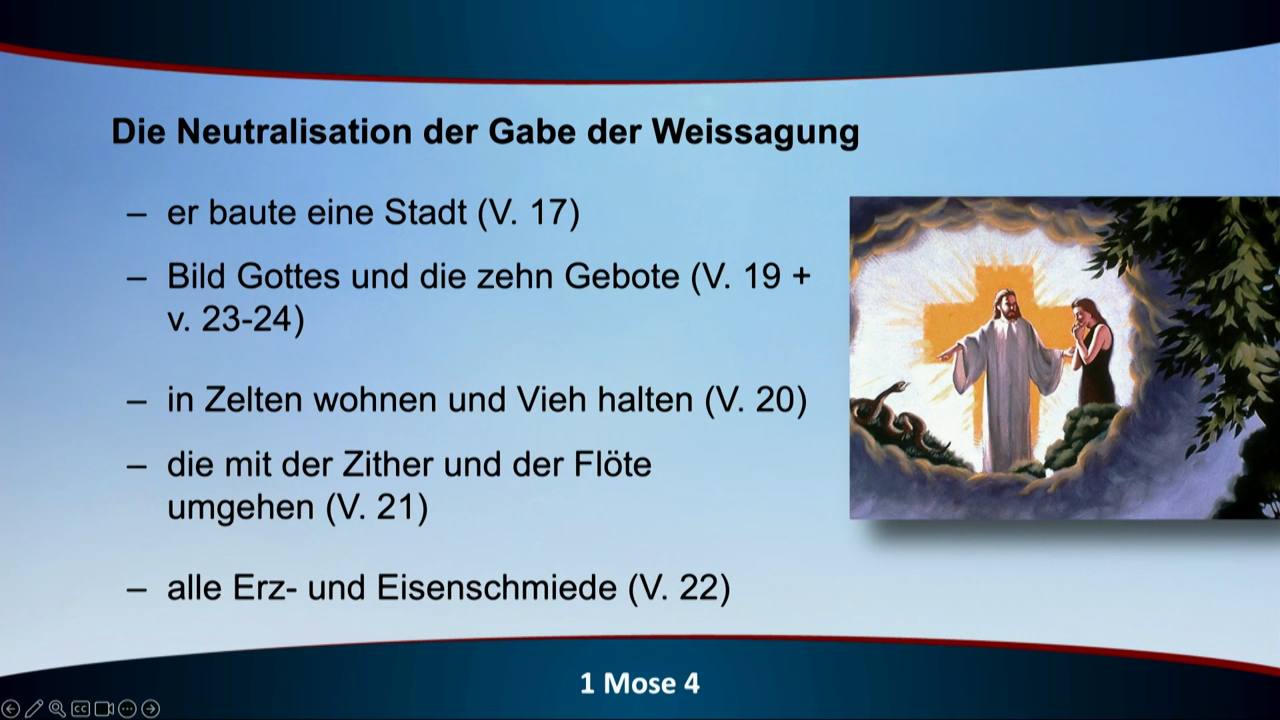 Die Neutralisation der Gabe der Weissagung
– er baute eine Stadt (V. 17)
– Bild Gottes und die zehn Gebote (V. 19 +
v. 23-24)
– in Zelten wohnen und Vieh halten (V. 20)
– die mit der Zither und der Flöte
umgehen (V. 21)
– alle Erz- und Eisenschmiede (V. 22)
1 Mose 4
CC